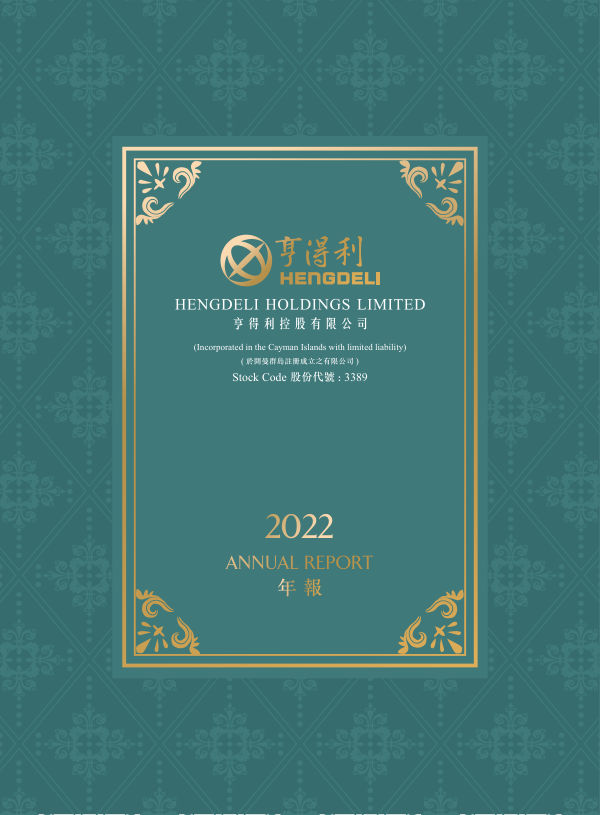 亨得利
HENGDELI
HENGDELI HOLDINGS LIMITED
亨得利控股有限公司
(Incorporated in the Cayman Islands with limited liability)
( 於開曼群島註冊成立之有限公司 )
Stock Code 股份代號 : 3389
2022
ANNUAL REPORT
年報